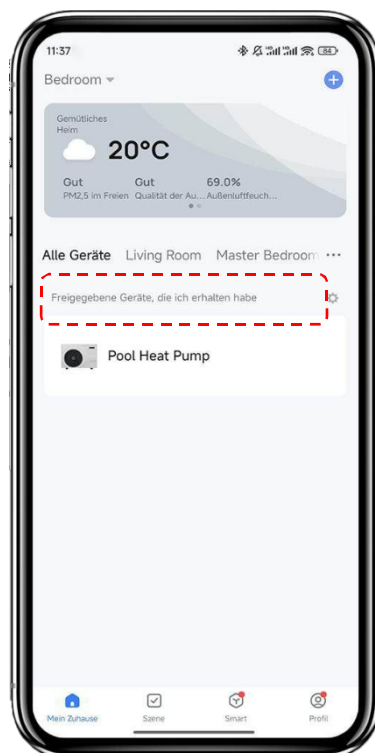 11:37
84
Bedroom
Gemütliches
Heim
20°C
Gut Gut 69.0%
PM2,5 im Freien Qualität der Au... Außenluftfeuch...
Alle Geräte Living Room Master Bedroom
Freigegebene Geräte, die ich erhalten habe
Pool Heat Pump
Mein Zuhause Szene Smart Profil